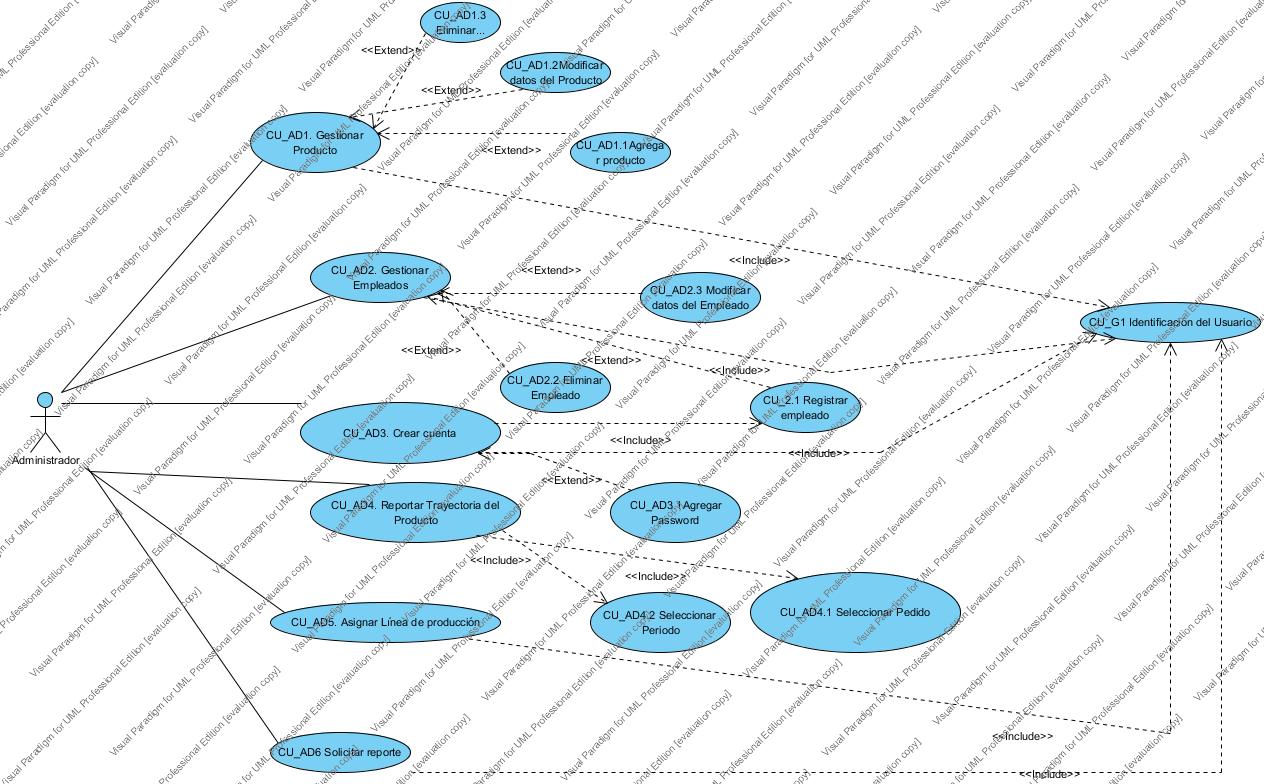 CU_AD1.3
Eliminar...
<<Extend>>
CU_AD1.2Modificar
datos del Producto
<<Extend>>
CU_AD1. Gestionar
Producto
CU_AD1.1Agrega
r producto
<<Extend>>
<<Include>>
CU_AD2. Gestionar
Empleados
<<Extend>>
CU_AD2.3 Modificar
datos del Empleado
CU_G1 Identificación del Usuario
<<Extend>>
<<Extend>>
<<Include>>
CU_AD2.2 Eliminar
Empleado
CU_2.1 Registrar
empleado
CU_AD3. Crear cuenta
<<Include>>
<<Include>>
Administrador
<<Extend>>
CU_AD4. Reportar Trayectoria del
Producto
CU_AD3.1Agregar
Password
<<Include>>
<<Include>>
CU_AD4.2 Seleccionar
Periodo
CU_AD4.1 Seleccionar Pedido
CU_AD5. Asignar Línea de producción
<<Include>>
CU_AD6 Solicitar reporte
<<Include>>
Visual Paradigm for UML Professional Edition [evaluation copy]